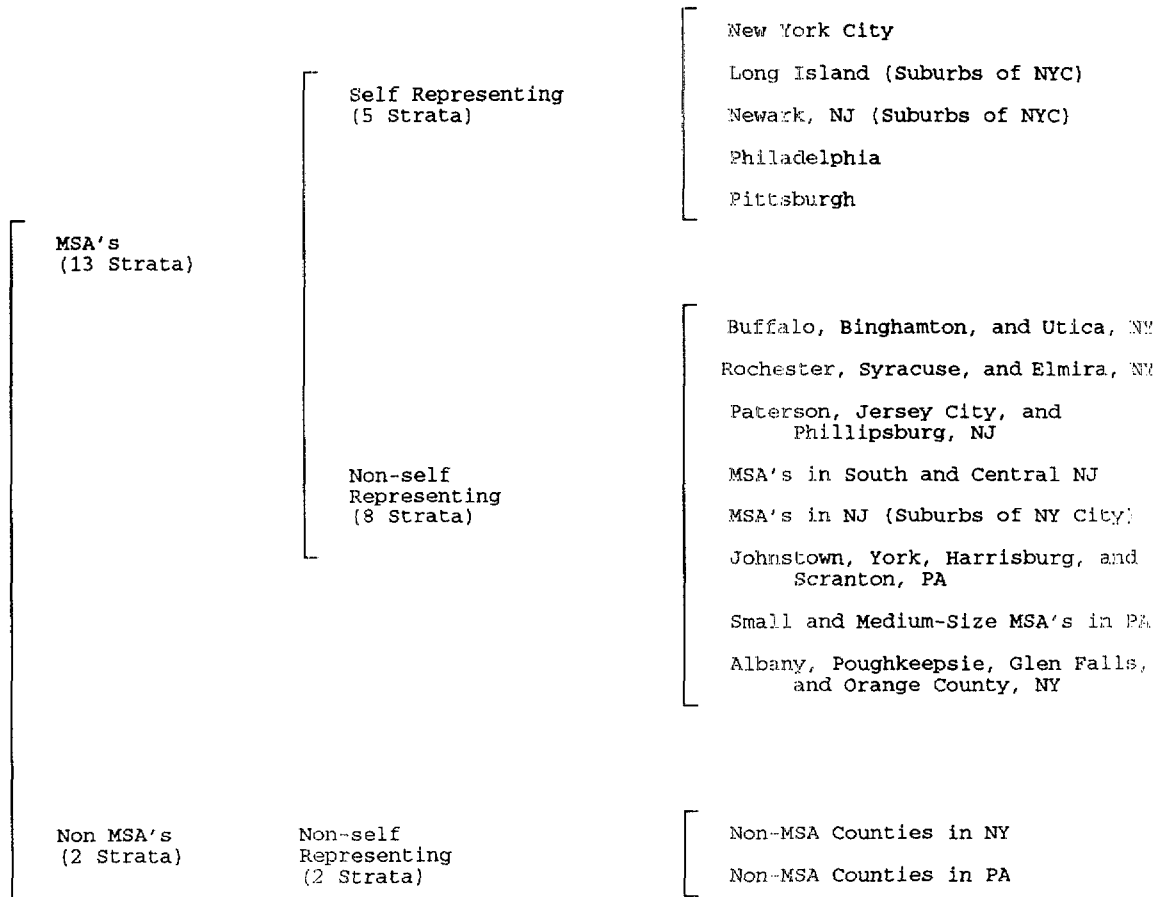 New York City
Long Island (Suburbs of NYC)
Newark, NJ (Suburbs of NYC)
Philadelphia
Pittsburgh
Self Representing
(5 Strata)
MSA's
(13 Strata)
Buffalo, Binghamton, and Utica, NY
Rochester, Syracuse, and Elmira, NY
Paterson, Jersey City, and
Phillipsburg, NJ
MSA's in South and Central NJ
MSA's in NJ (Suburbs of NY City)
Johnstown, York, Harrisburg, and
Scranton, PA
Small and Medium-Size MSA's in PA
Albany, Poughkeepsie, Glen Falls,
and Orange County, NY
Non-self
Representing
(8 Strata)
Non MSA's
(2 Strata)
Non-self
Representing
(2 Strata)
Non-MSA Counties in NY
Non-MSA Counties in PA